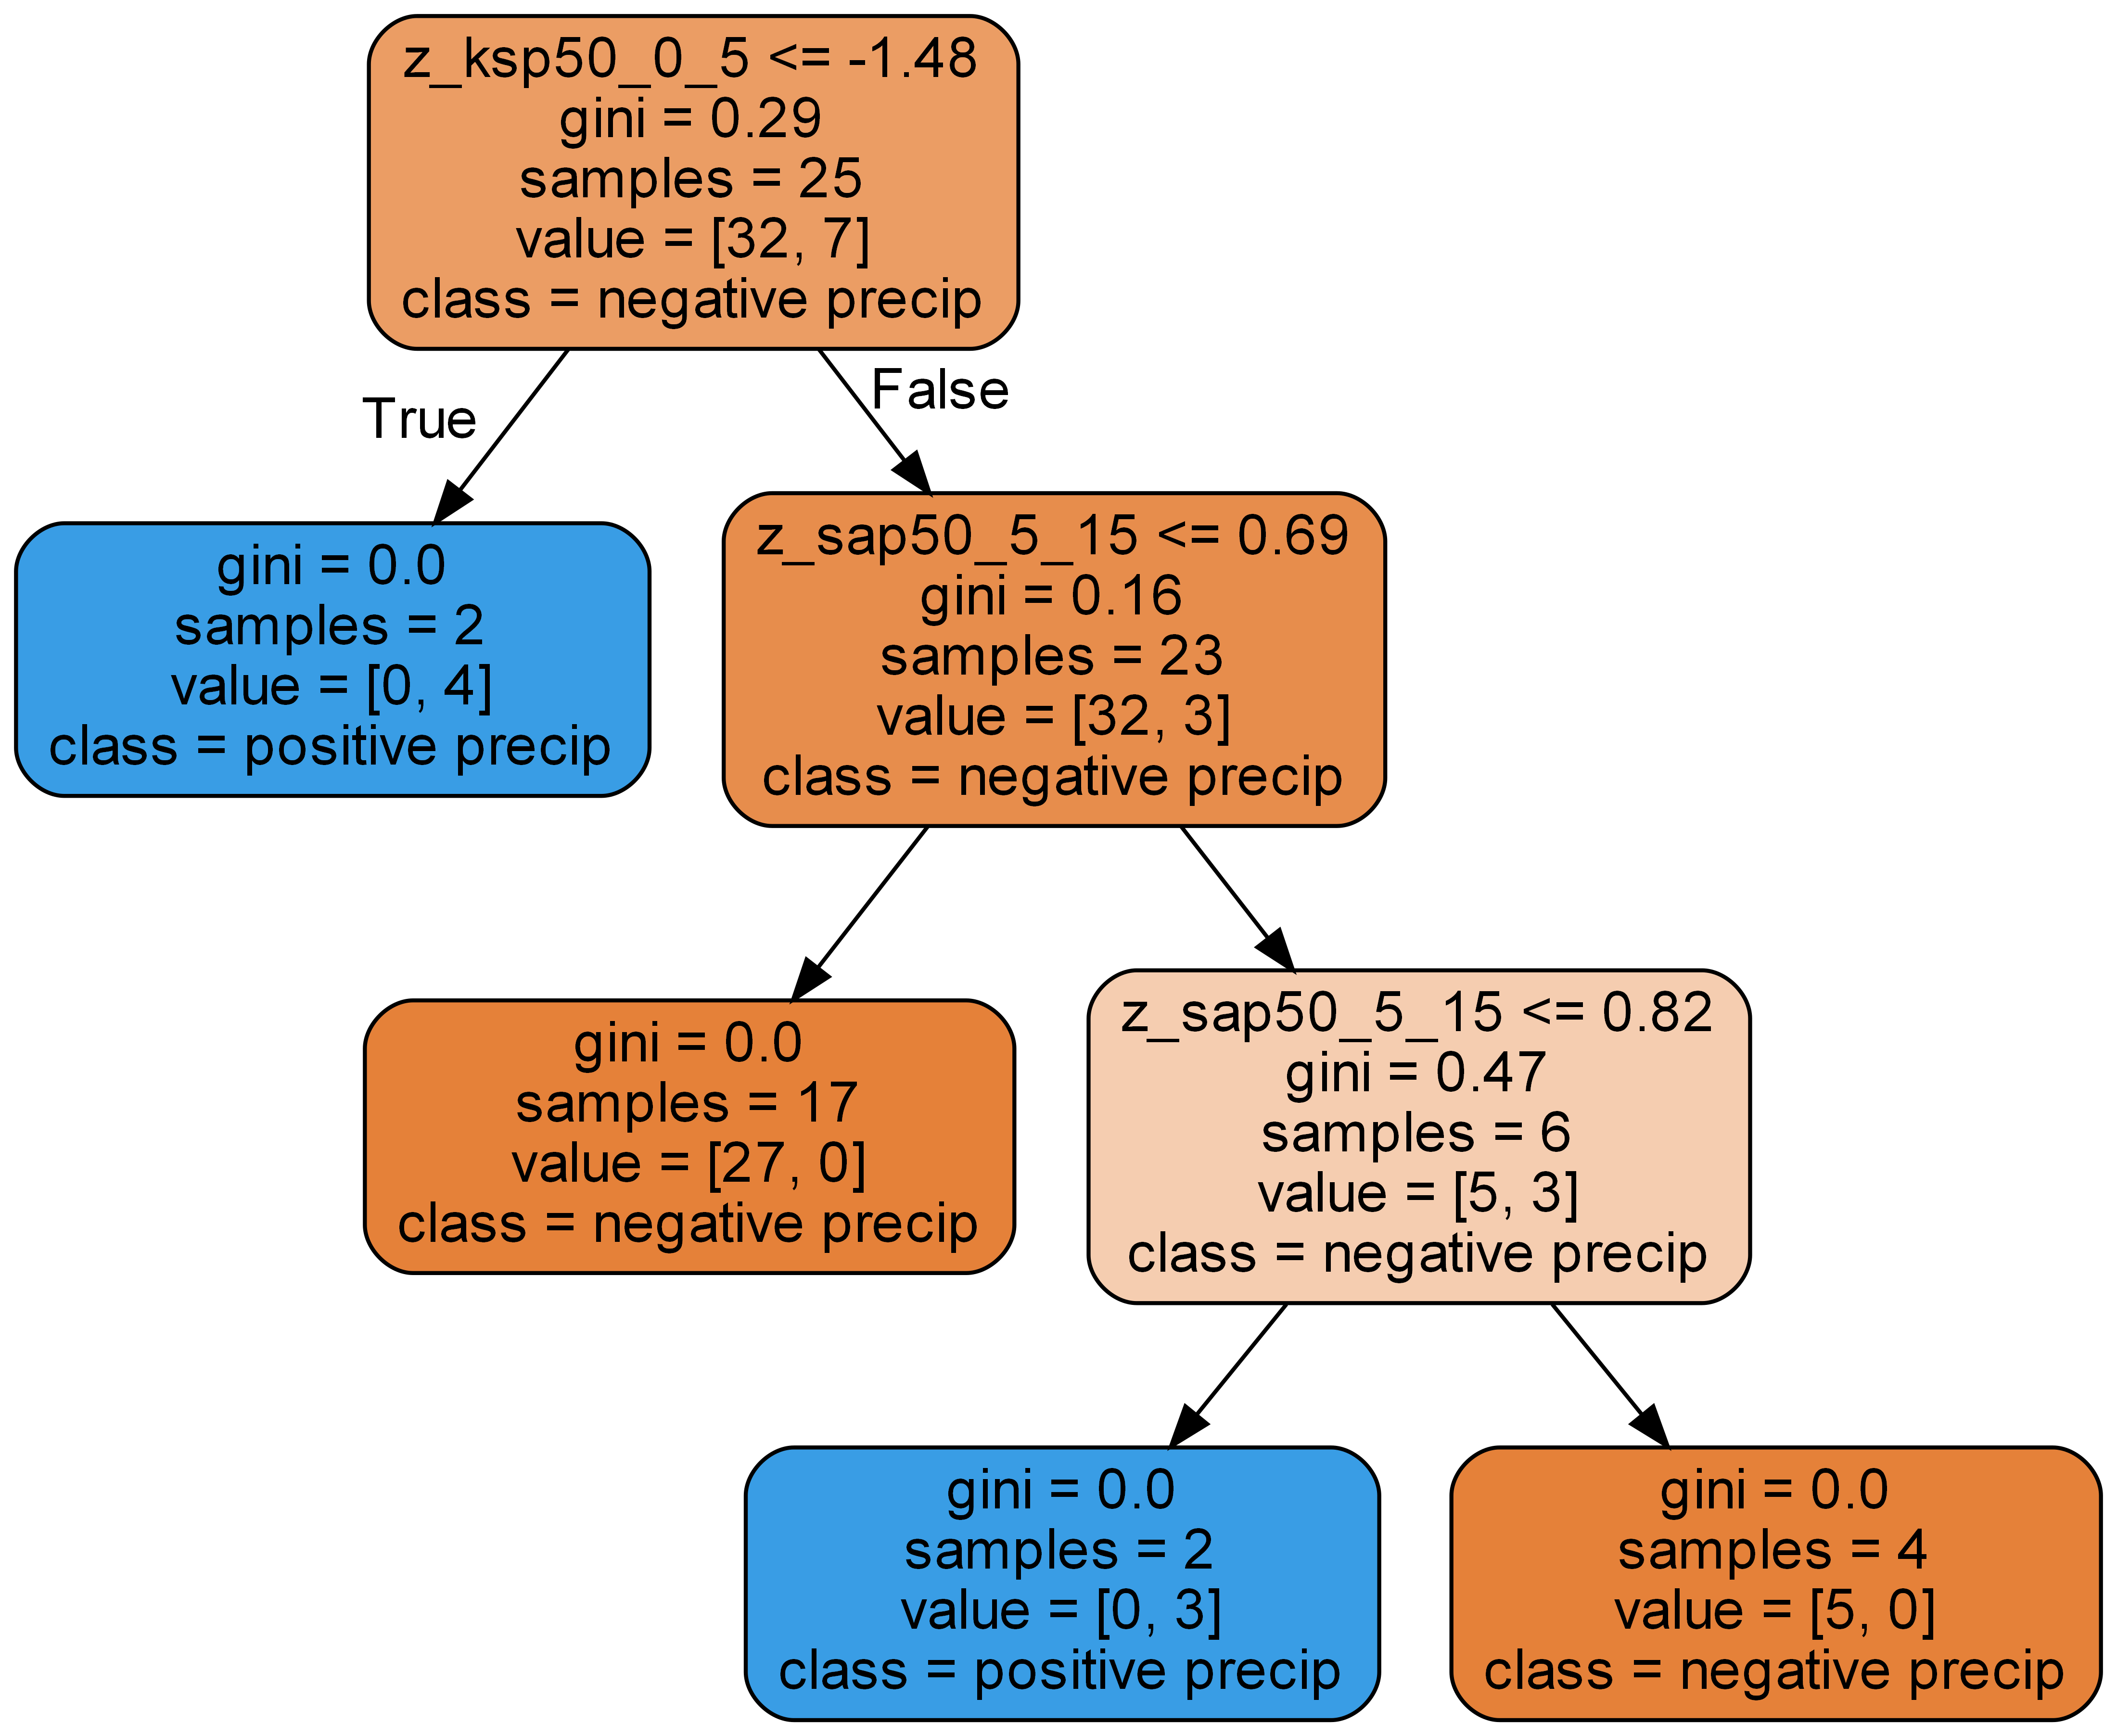 z_ksp50_0_5 <= -1.48
gini = 0.29
samples = 25
value = [32, 7]
class = negative precip
True
False
gini = 0.0
samples = 2
value = [0, 4]
class = positive precip
z_sap50_5_15 <= 0.69
gini = 0.16
samples = 23
value = [32, 3]
class = negative precip
gini = 0.0
samples = 17
value = [27, 0]
class = negative precip
z_sap50_5_15 <= 0.82
gini = 0.47
samples = 6
value = [5, 3]
class = negative precip
gini = 0.0
samples = 2
value = [0, 3]
class = positive precip
gini = 0.0
samples = 4
value = [5, 0]
class = negative precip